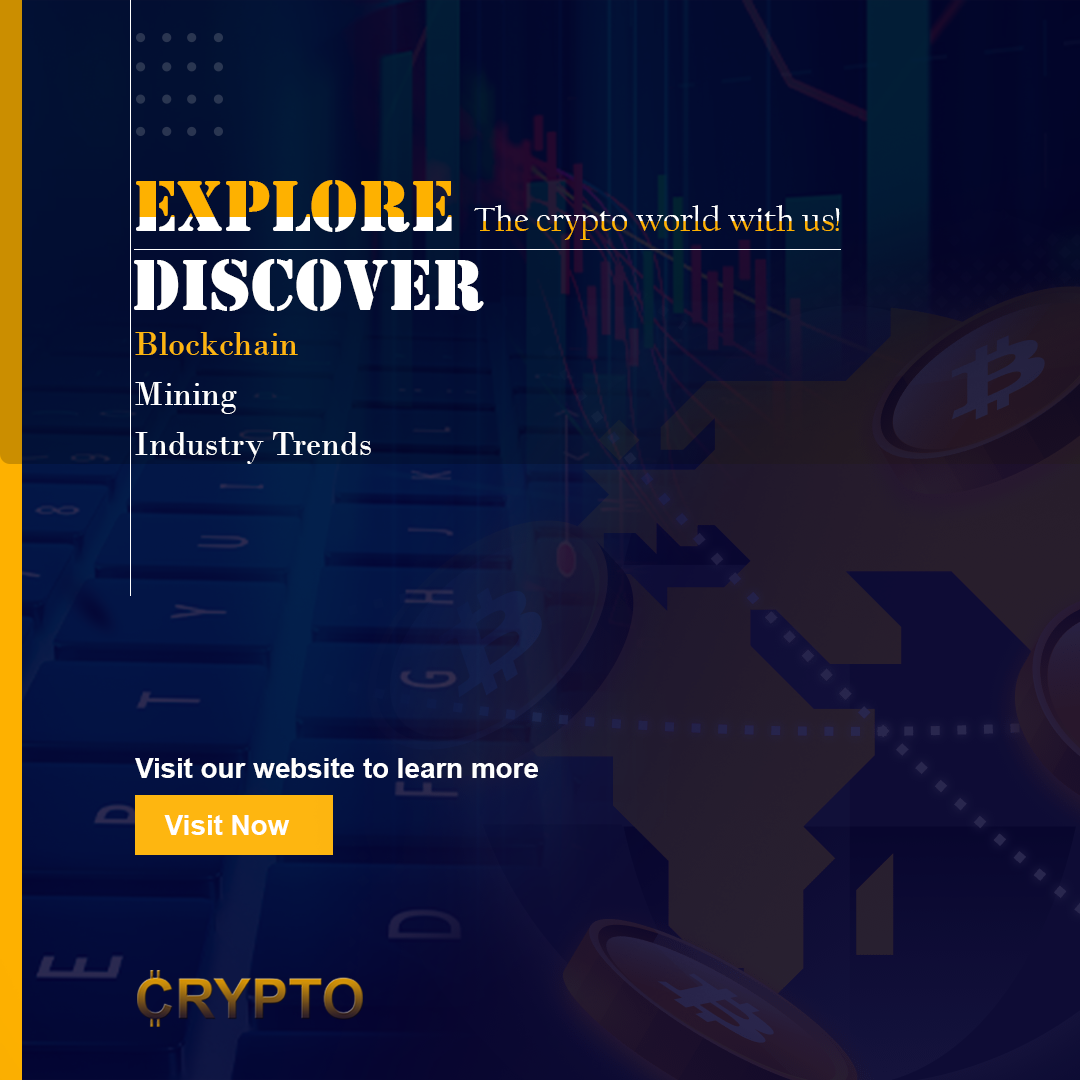 EXPLORE The crypto world with us!
DISCOVER
Blockchain
Mining
Industry Trends
Visit our website to learn more
Visit Now
CRYPTO